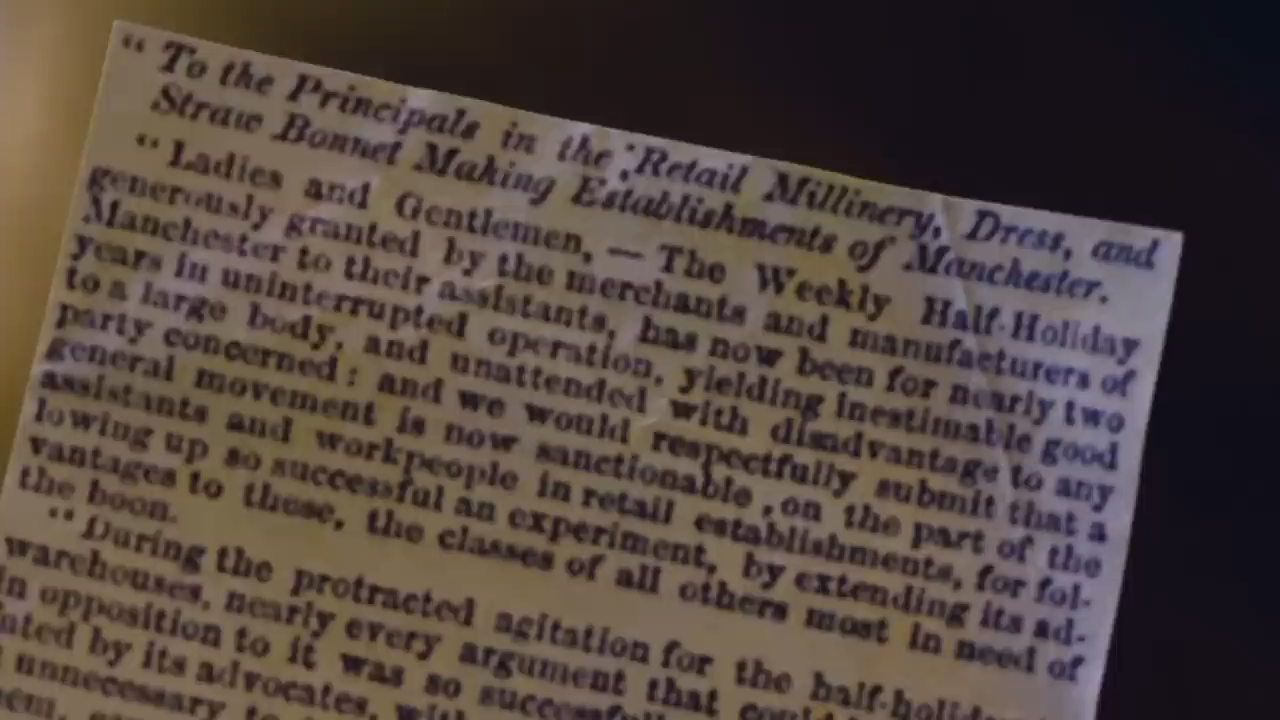 “ To the Principals in the Retail Millinery, Dress, and
Straw Bonnet Making Establishments of Manchester.
“ Ladies and Gentlemen, — The Weekly Half-Holiday
generously granted by the merchants and manufacturers of
Manchester to their assistants, has now been for nearly two
years in uninterrupted operation, yielding inestimable good
to a large body, and unattended with disadvantage to any
party concerned : and we would respectfully submit that a
general movement is now sanctionable , on the part of the
assistants and workpeople in retail establishments, for fol-
lowing up so successful an experiment, by extending its ad-
vantages to these, the classes of all others most in need of
the boon.
“ During the protracted agitation for the half-holiday
warehouses, nearly every argument that could
in opposition to it was so successfully
by its advocates, with
unnecessary to